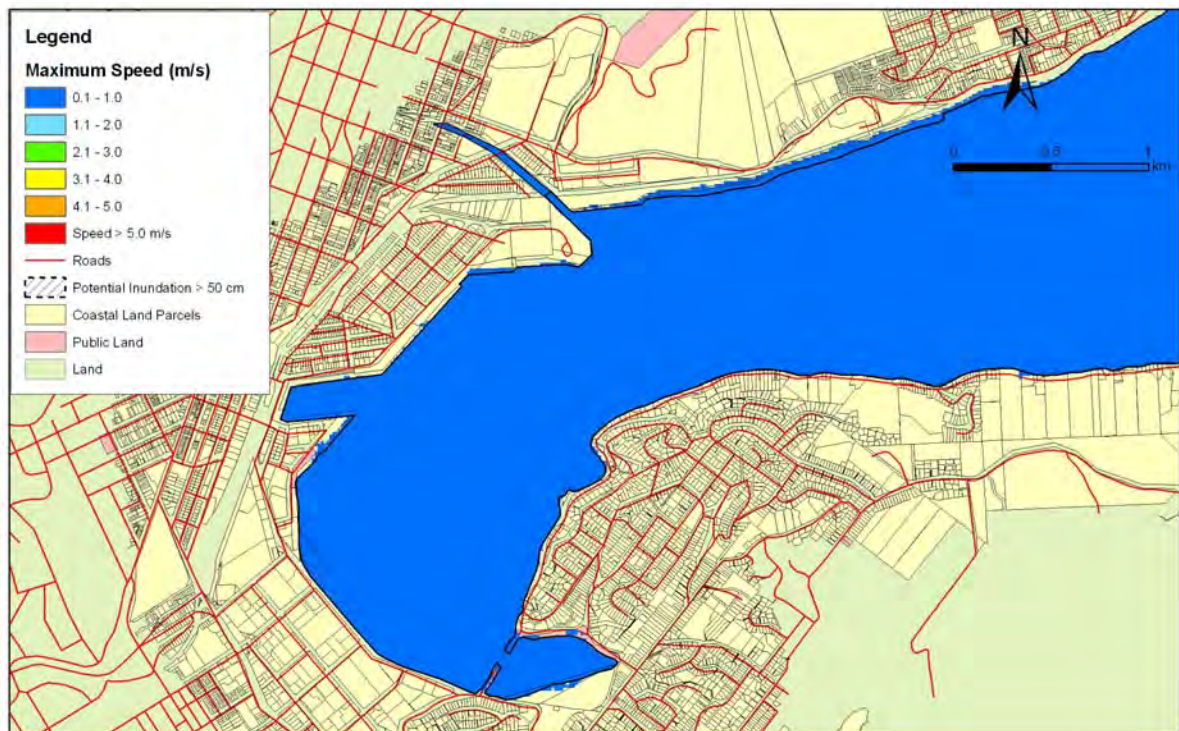 Legend
Maximum Speed (m/s)
0.1 - 1.0
1.1 - 2.0
2.1 - 3.0
3.1 - 4.0
4.1 - 5.0
Speed > 5.0 m/s
Roads
Potential Inundation > 50 cm
Coastal Land Parcels
Public Land
Land
N
0 0.5 1
km